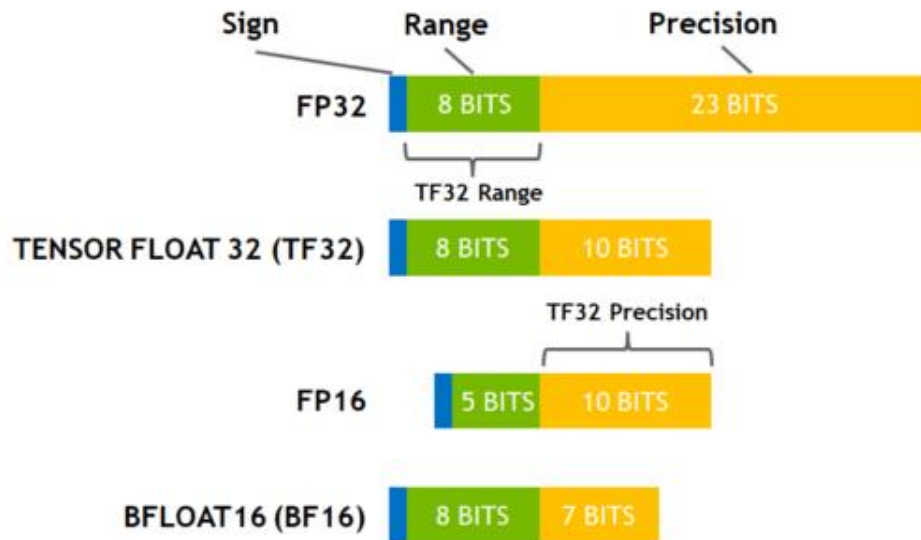 Sign Range Precision
FP32 8 BITS 23 BITS
TF32 Range
TENSOR FLOAT 32 (TF32) 8 BITS 10 BITS
TF32 Precision
FP16 5 BITS 10 BITS
BFLOAT16 (BF16) 8 BITS 7 BITS